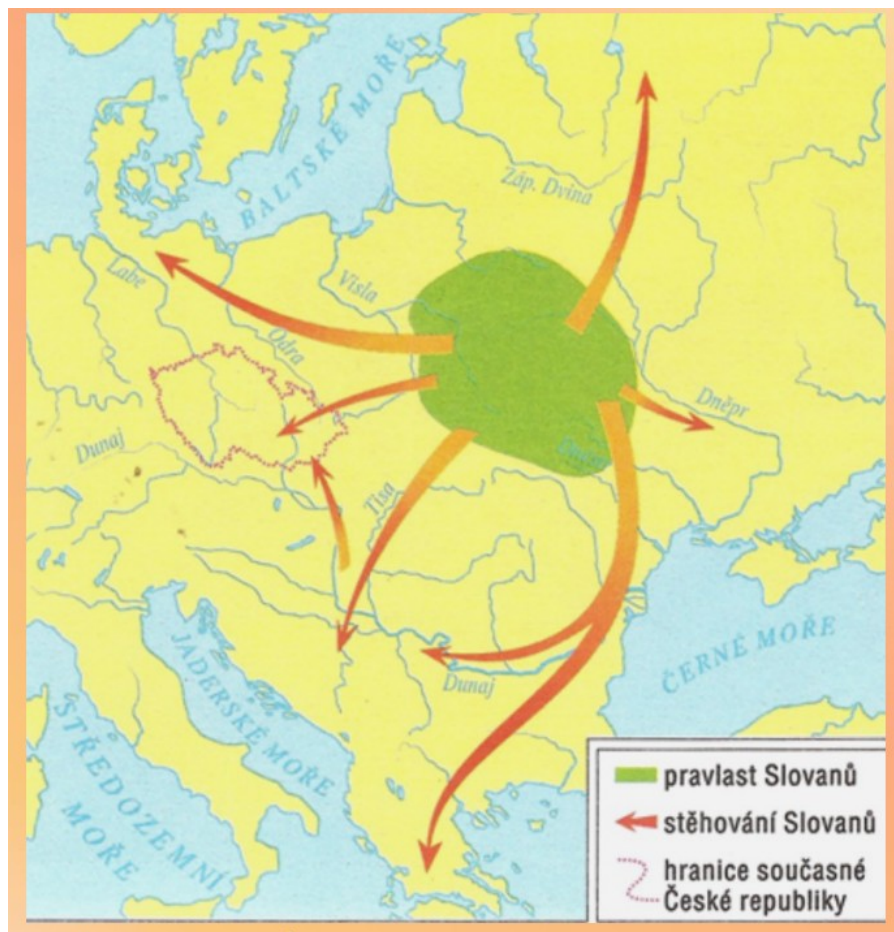 BALTSKÉ MOŘE
Záp. Dvina
Labe
Visla
Odra
Dněpr
Dunaj
Tisa
ČERNÉ MOŘE
JADERSKÉ MOŘE
Dunaj
STŘEDOZEMNÍ
MOŘE
pravlast Slovanů
stěhování Slovanů
hranice současné
České republiky